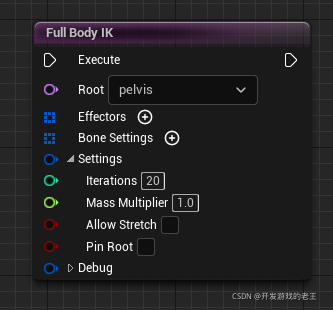 Full Body IK
Execute
Root pelvis
Effectors
Bone Settings
Settings
Iterations 20
Mass Multiplier 1.0
Allow Stretch
Pin Root
Debug
CSDN @开发游戏的老王